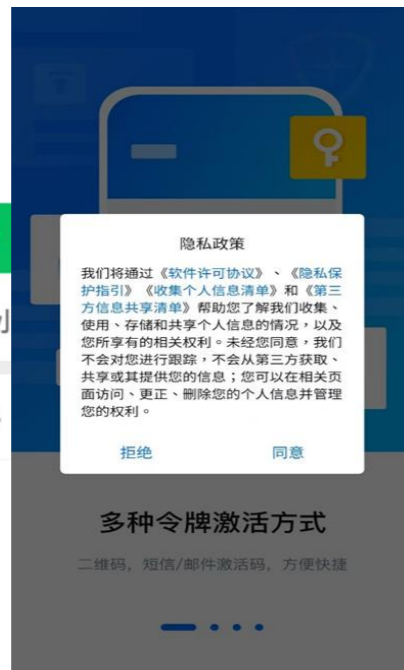 隐私政策
我们将通过《软件许可协议》、《隐私保
护指引》《收集个人信息清单》和《第三
方信息共享清单》帮助您了解我们收集、
使用、存储和共享个人信息的情况，以及
您所享有的相关权利。未经您同意，我们
不会对您进行跟踪，不会从第三方获取、
共享或其提供您的信息；您可以在相关页
面访问、更正、删除您的个人信息并管理
您的权利。
拒绝 同意
多种令牌激活方式
二维码，短信/邮件激活码，方便快捷